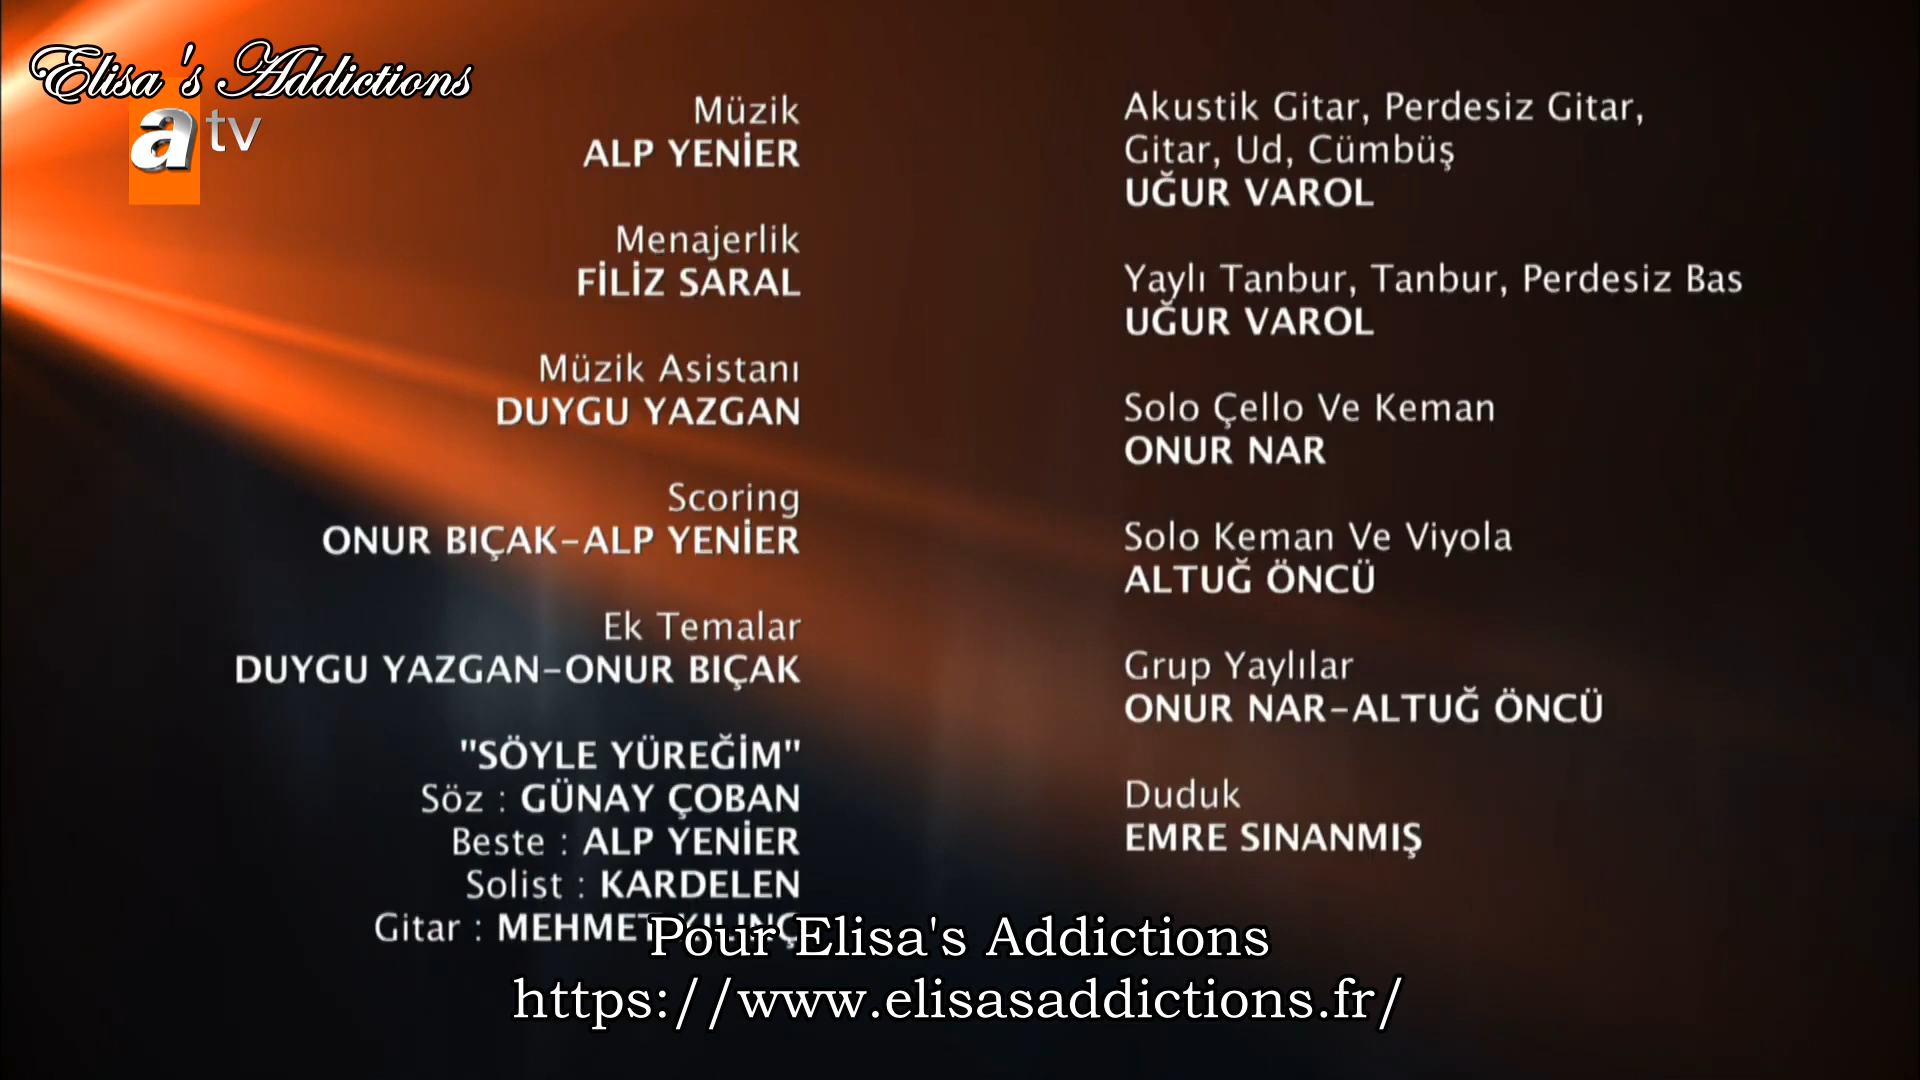 Elisa's Addictions
atv
Müzik
ALP YENİER
Menajerlik
FİLİZ SARAL
Müzik Asistanı
DUYGU YAZGAN
Scoring
ONUR BIÇAK-ALP YENİER
Ek Temalar
DUYGU YAZGAN-ONUR BIÇAK
"SÖYLE YÜREĞİM"
Söz : GÜNAY ÇOBAN
Beste : ALP YENİER
Solist : KARDELEN
Gitar : MEHMET KILINÇ
Akustik Gitar, Perdesiz Gitar,
Gitar, Ud, Cümbüş
UĞUR VAROL
Yaylı Tanbur, Tanbur, Perdesiz Bas
UĞUR VAROL
Solo Çello Ve Keman
ONUR NAR
Solo Keman Ve Viyola
ALTUĞ ÖNCÜ
Grup Yaylılar
ONUR NAR-ALTUĞ ÖNCÜ
Duduk
EMRE SINANMIŞ
Pour Elisa's Addictions
https://www.elisasaddictions.fr/